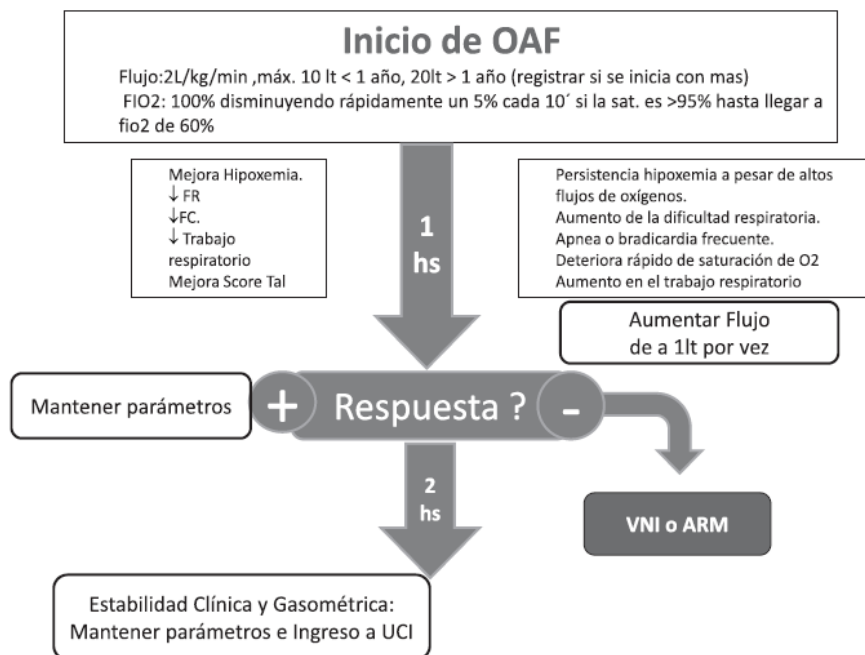 Inicio de OAF
Flujo:2L/kg/min ,máx. 10 lt < 1 año, 20lt > 1 año (registrar si se inicia con mas)
FIO2: 100% disminuyendo rápidamente un 5% cada 10´ si la sat. es >95% hasta llegar a
fio2 de 60%
Mejora Hipoxemia.
↓ FR
↓FC.
↓ Trabajo
respiratorio
Mejora Score Tal
1
hs
Persistencia hipoxemia a pesar de altos
flujos de oxígenos.
Aumento de la dificultad respiratoria.
Apnea o bradicardia frecuente.
Deteriora rápido de saturación de O2
Aumento en el trabajo respiratorio
Aumentar Flujo
de a 1lt por vez
Mantener parámetros
+ Respuesta ? -
2
hs
VNI o ARM
Estabilidad Clínica y Gasométrica:
Mantener parámetros e Ingreso a UCI